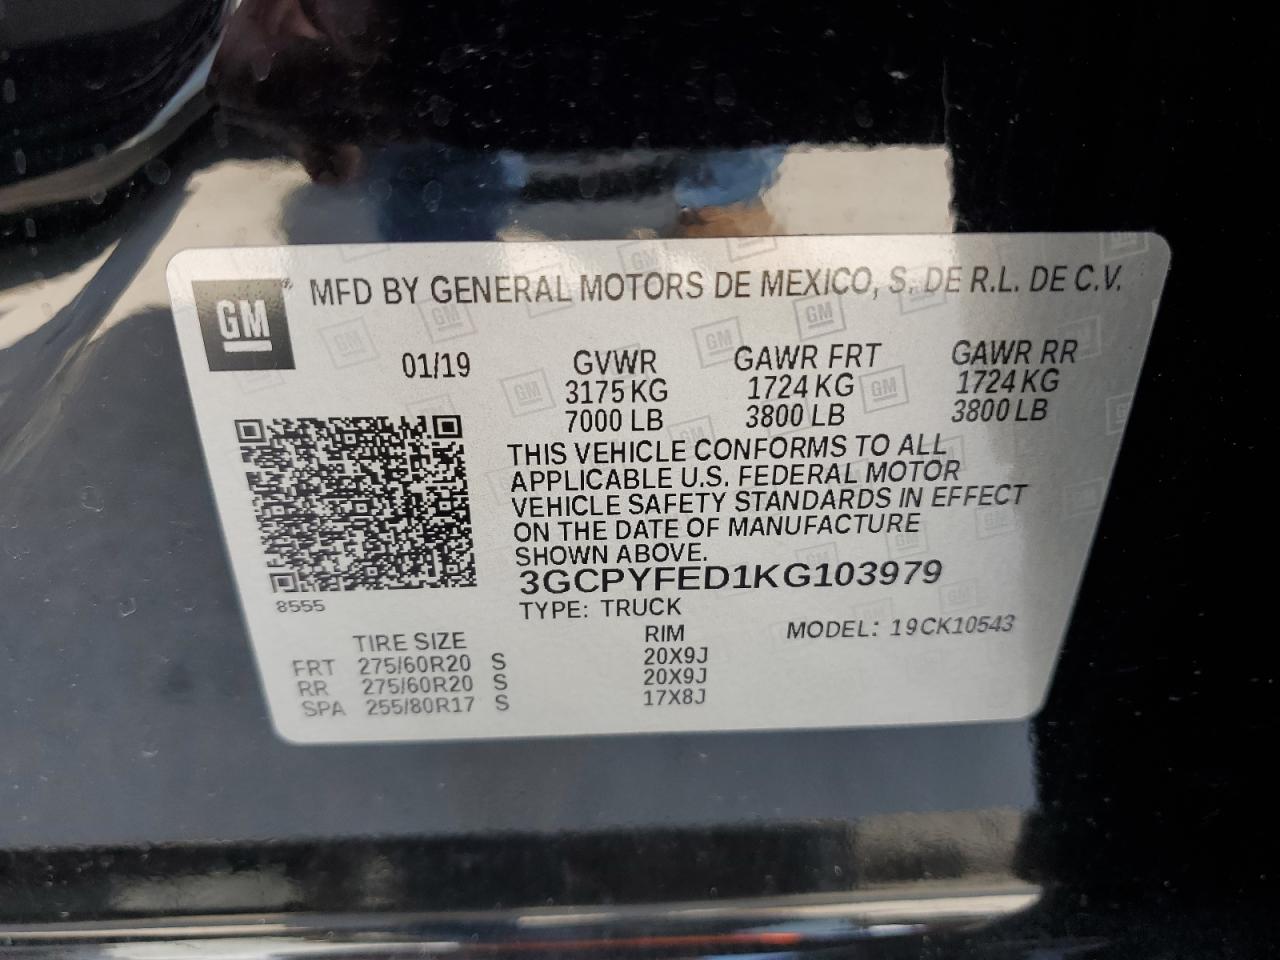 GM
® MFD BY GENERAL MOTORS DE MEXICO, S. DE R.L. DE C.V.
01/19 GVWR GAWR FRT GAWR RR
3175 KG 1724 KG 1724 KG
7000 LB 3800 LB 3800 LB
THIS VEHICLE CONFORMS TO ALL
APPLICABLE U.S. FEDERAL MOTOR
VEHICLE SAFETY STANDARDS IN EFFECT
ON THE DATE OF MANUFACTURE
SHOWN ABOVE.
3GCPYFED1KG103979
8555
TYPE: TRUCK
MODEL: 19CK10543
TIRE SIZE RIM
FRT 275/60R20 S 20X9J
RR 275/60R20 S 20X9J
SPA 255/80R17 S 17X8J